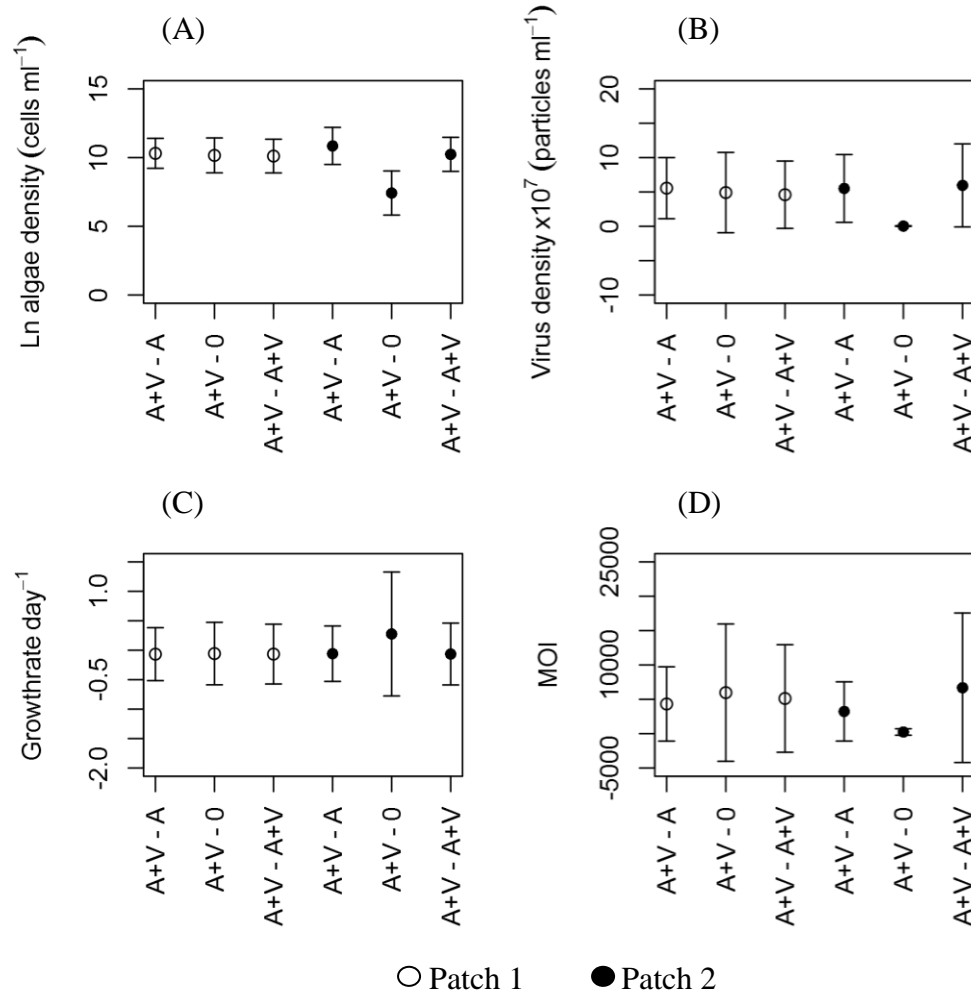 (A)
Ln algae density (cells ml⁻¹)
15
10
5
0
A+V - A
A+V - 0
A+V - A+V
A+V - A
A+V - 0
A+V - A+V
(B)
Virus density x10⁷ (particles ml⁻¹)
20
10
0
-10
A+V - A
A+V - 0
A+V - A+V
A+V - A
A+V - 0
A+V - A+V
(C)
Growthrate day⁻¹
1.0
-0.5
-2.0
A+V - A
A+V - 0
A+V - A+V
A+V - A
A+V - 0
A+V - A+V
(D)
MOI
25000
10000
-5000
A+V - A
A+V - 0
A+V - A+V
A+V - A
A+V - 0
A+V - A+V
Patch 1
Patch 2